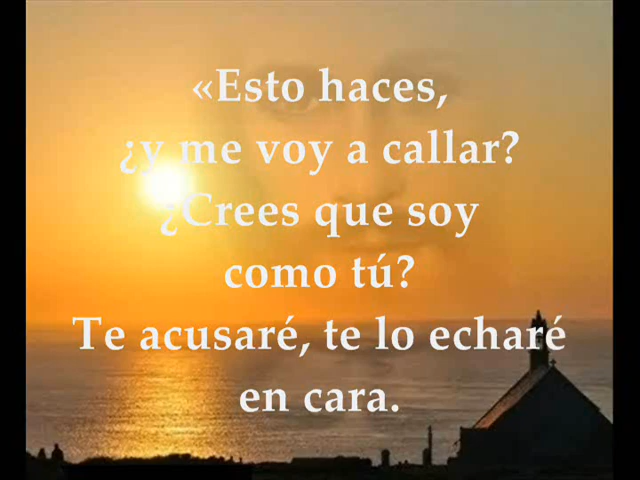 «Esto haces,
¿y me voy a callar?
¿Crees que soy
como tú?
Te acusaré, te lo echaré
en cara.